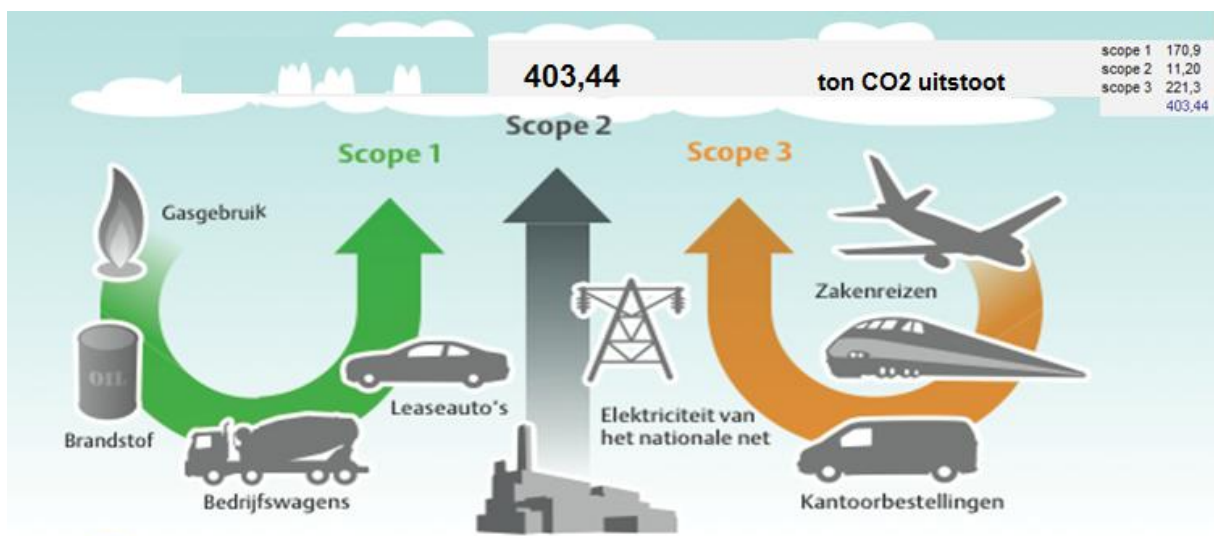 403,44
ton CO2 uitstoot
scope 1 170,9
scope 2 11,20
scope 3 221,3
403,44
Scope 1
Scope 2
Scope 3
Gasgebruik
Zakenreizen
OIL
Brandstof
Leaseauto's
Elektriciteit van
het nationale net
Bedrijfswagens
Kantoorbestellingen